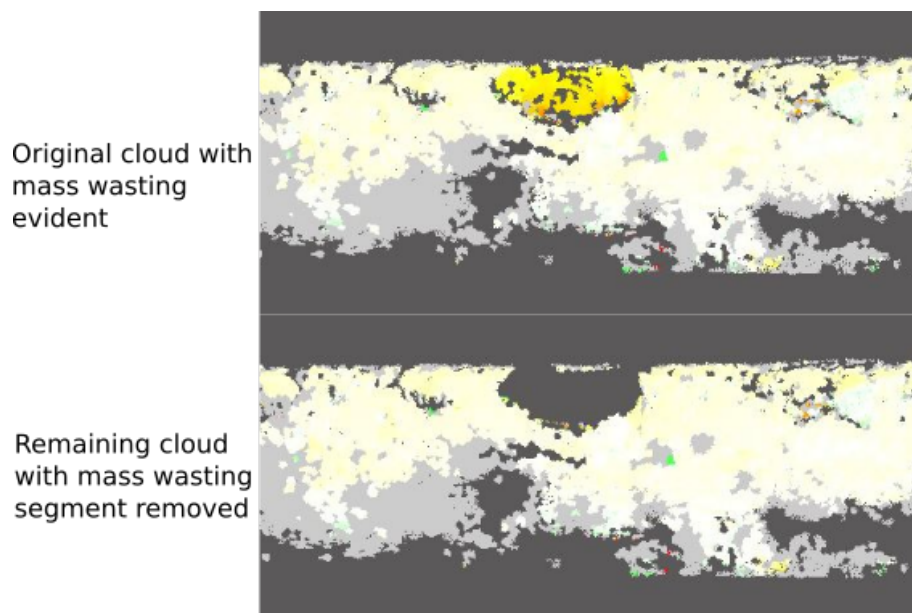 Original cloud with
mass wasting
evident
Remaining cloud
with mass wasting
segment removed